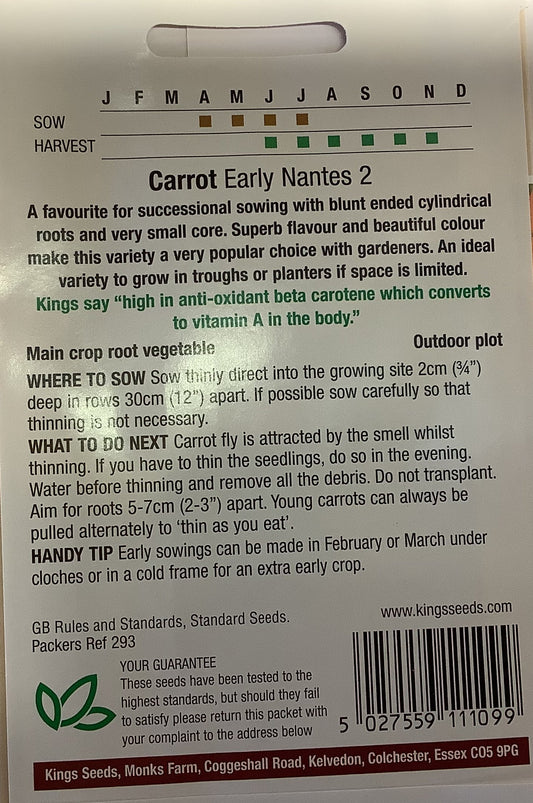 J F M A M J J A S O N D
SOW
HARVEST
Carrot Early Nantes 2
A favourite for successional sowing with blunt ended cylindrical
roots and very small core. Superb flavour and beautiful colour
make this variety a very popular choice with gardeners. An ideal
variety to grow in troughs or planters if space is limited.
Kings say “high in anti-oxidant beta carotene which converts
to vitamin A in the body.”
Main crop root vegetable Outdoor plot
WHERE TO SOW Sow thinly direct into the growing site 2cm (¾”)
deep in rows 30cm (12”) apart. If possible sow carefully so that
thinning is not necessary.
WHAT TO DO NEXT Carrot fly is attracted by the smell whilst
thinning. If you have to thin the seedlings, do so in the evening.
Water before thinning and remove all the debris. Do not transplant.
Aim for roots 5-7cm (2-3”) apart. Young carrots can always be
pulled alternately to ‘thin as you eat’.
HANDY TIP Early sowings can be made in February or March under
cloches or in a cold frame for an extra early crop.
GB Rules and Standards, Standard Seeds.
Packers Ref 293
www.kingsseeds.com
YOUR GUARANTEE
These seeds have been tested to the
highest standards, but should they fail
to satisfy please return this packet with
your complaint to the address below
5 027559 111099
Kings Seeds, Monks Farm, Coggeshall Road, Kelvedon, Colchester, Essex CO5 9PG